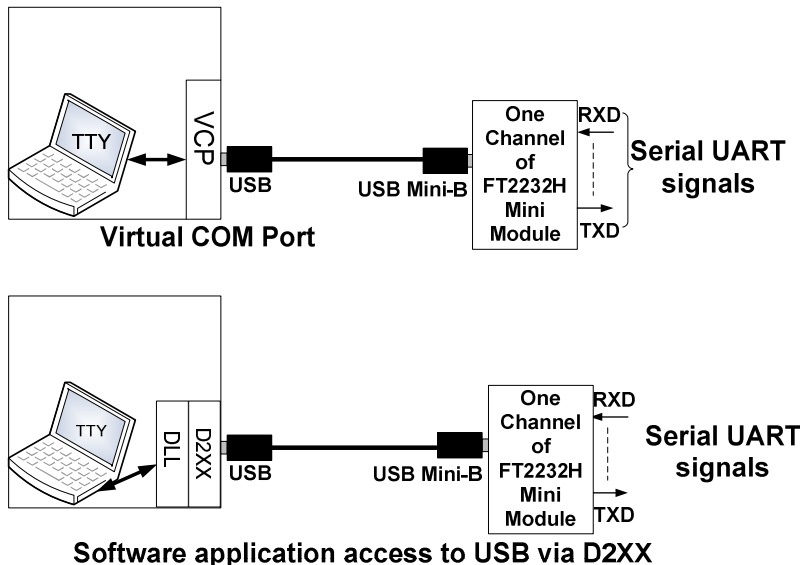 TTY
VCP
USB
USB Mini-B
One
Channel
of
FT2232H
Mini
Module
RXD
TXD
Serial UART
signals
Virtual COM Port
TTY
DLL
D2XX
USB
USB Mini-B
One
Channel
of
FT2232H
Mini
Module
RXD
TXD
Serial UART
signals
Software application access to USB via D2XX